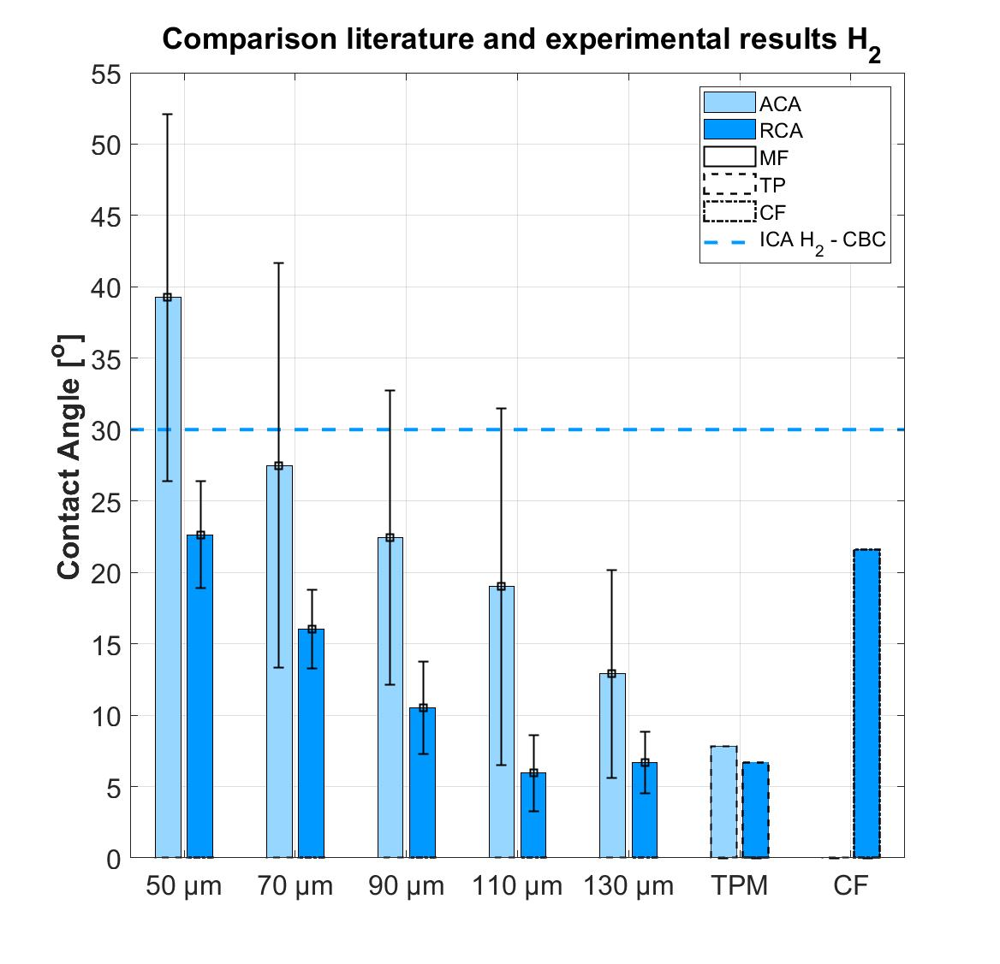 Comparison literature and experimental results H2
55
50
45
40
35
30
25
20
15
10
5
0
Contact Angle [o]
ACA
RCA
MF
TP
CF
ICA H2 - CBC
50 µm 70 µm 90 µm 110 µm 130 µm TPM CF